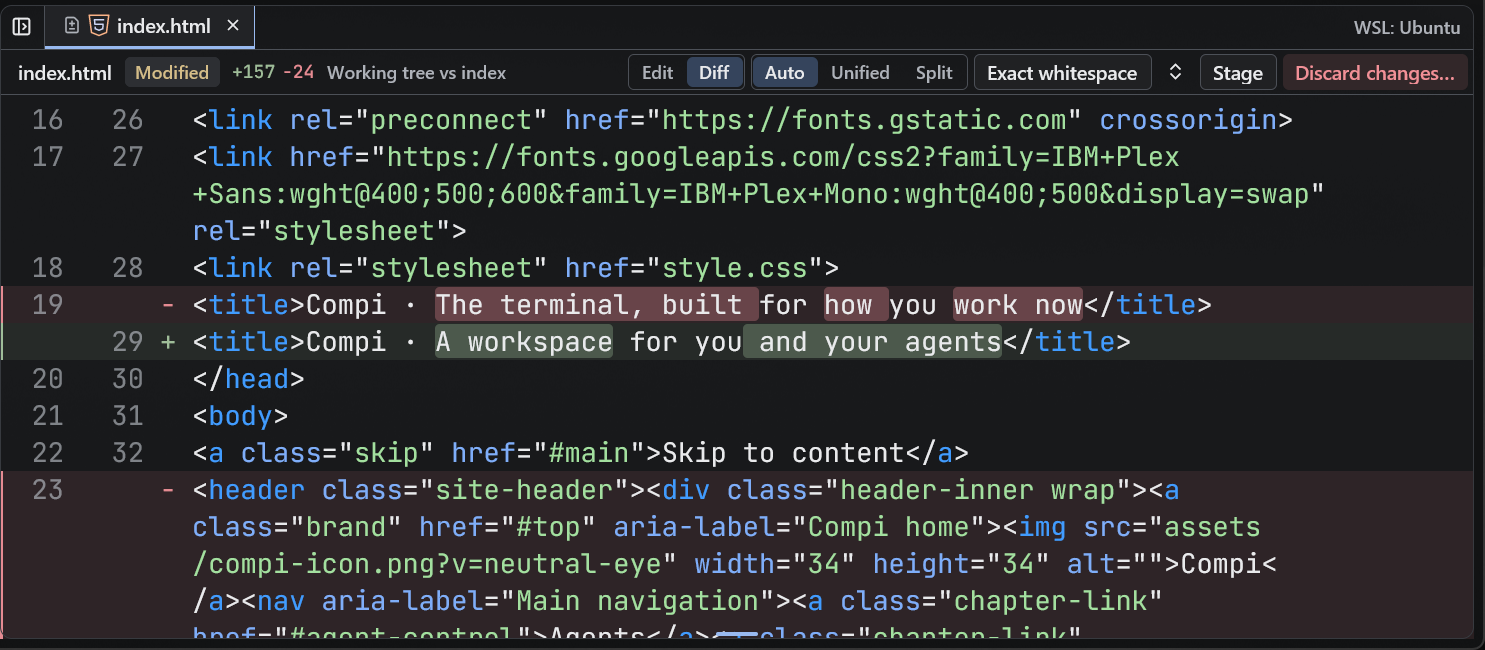 index.html ×
WSL: Ubuntu
index.html Modified +157 -24 Working tree vs index Edit Diff Auto Unified Split Exact whitespace Stage Discard changes...
16 26 <link rel="preconnect" href="https://fonts.gstatic.com" crossorigin>
17 27 <link href="https://fonts.googleapis.com/css2?family=IBM+Plex
+Sans:wght@400;500;600&family=IBM+Plex+Mono:wght@400;500&display=swap"
rel="stylesheet">
18 28 <link rel="stylesheet" href="style.css">
19 - <title>Compi · The terminal, built for how you work now</title>
29 + <title>Compi · A workspace for you and your agents</title>
20 30 </head>
21 31 <body>
22 32 <a class="skip" href="#main">Skip to content</a>
23 - <header class="site-header"><div class="header-inner wrap"><a
class="brand" href="#top" aria-label="Compi home"><img src="assets
/compi-icon.png?v=neutral-eye" width="34" height="34" alt="">Compi<
/a><nav aria-label="Main navigation"><a class="chapter-link"
href="#agent-control">Agents</a><a class="chapter-link"